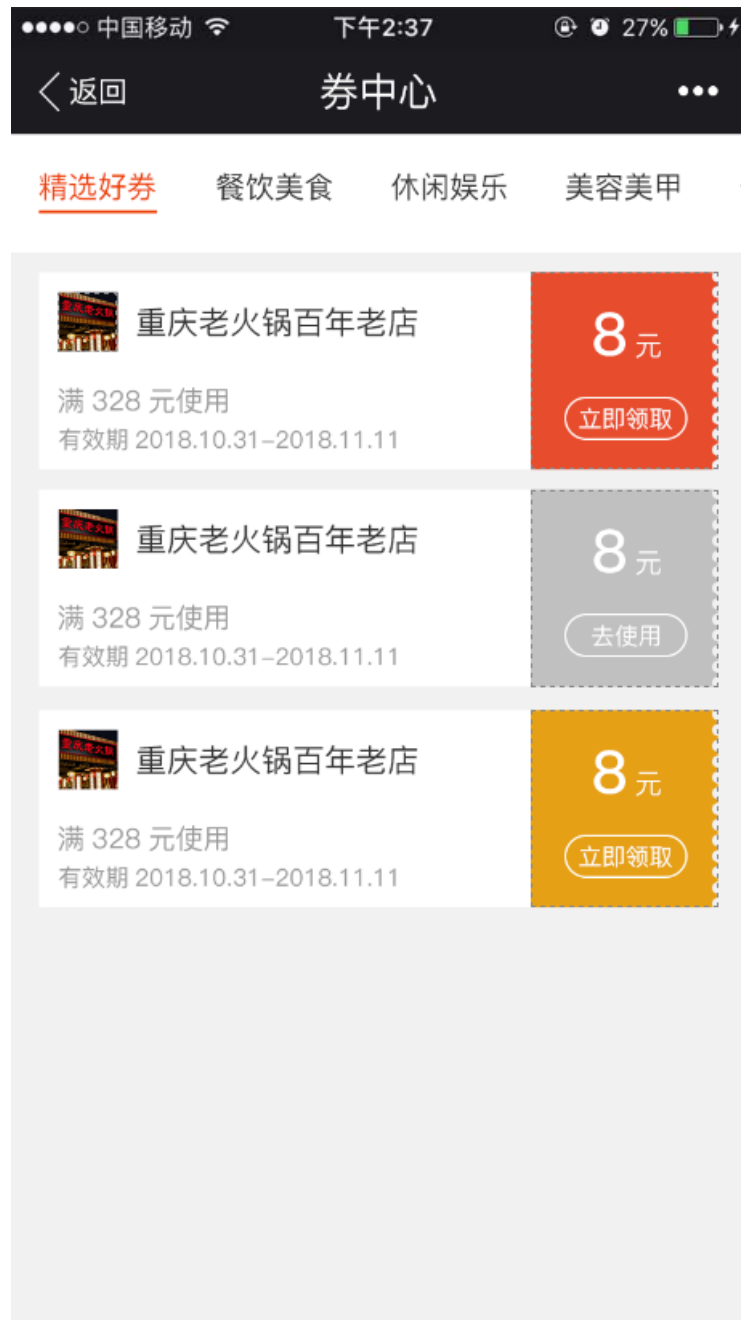 中国移动 下午2:37 27%
返回 券中心
精选好券 餐饮美食 休闲娱乐 美容美甲
重庆老火锅百年老店
8元
满 328 元使用
立即领取
有效期 2018.10.31-2018.11.11
重庆老火锅百年老店
8元
满 328 元使用
去使用
有效期 2018.10.31-2018.11.11
重庆老火锅百年老店
8元
满 328 元使用
立即领取
有效期 2018.10.31-2018.11.11